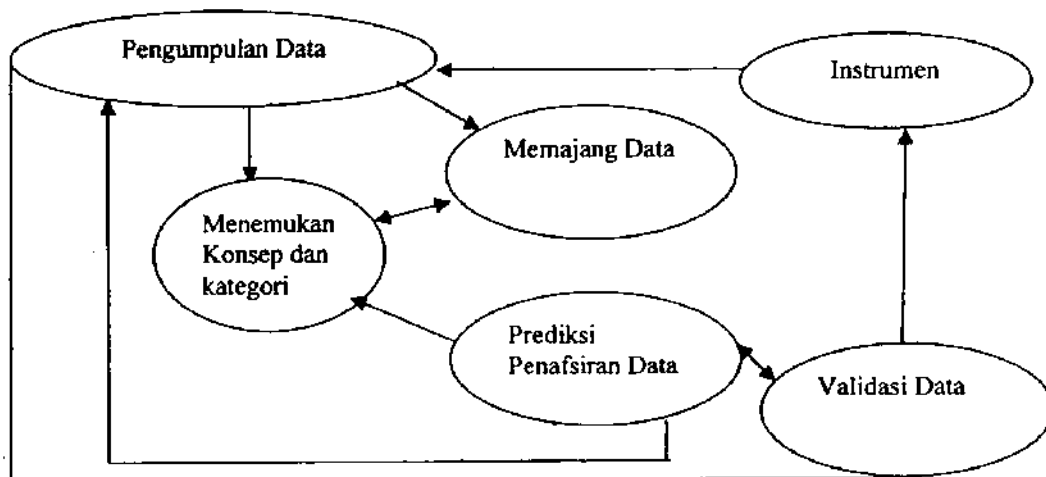 Pengumpulan Data
Instrumen
Memajang Data
Menemukan
Konsep dan
kategori
Prediksi
Penafsiran Data
Validasi Data